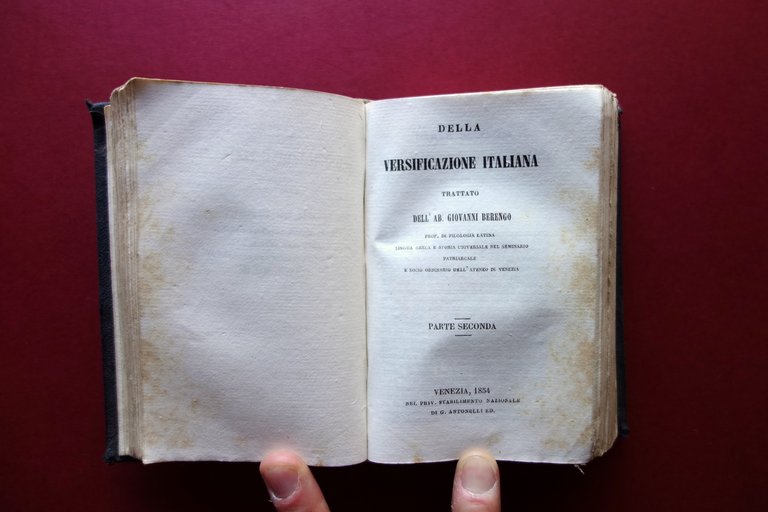 DELLA
VERSIFICAZIONE ITALIANA
TRATTATO
DELL' AB. GIOVANNI BERENGO
PROF. DI FILOLOGIA LATINA
LINGUA GRECA E STORIA UNIVERSALE NEL SEMINARIO
PATRIARCALE
E SOCIO ORDINARIO DELL' ATENEO DI VENEZIA
PARTE SECONDA
VENEZIA, 1854
NEL PRIV. STABILIMENTO NAZIONALE
DI G. ANTONELLI ED.